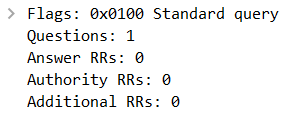 Flags: 0x0100 Standard query
Questions: 1
Answer RRs: 0
Authority RRs: 0
Additional RRs: 0